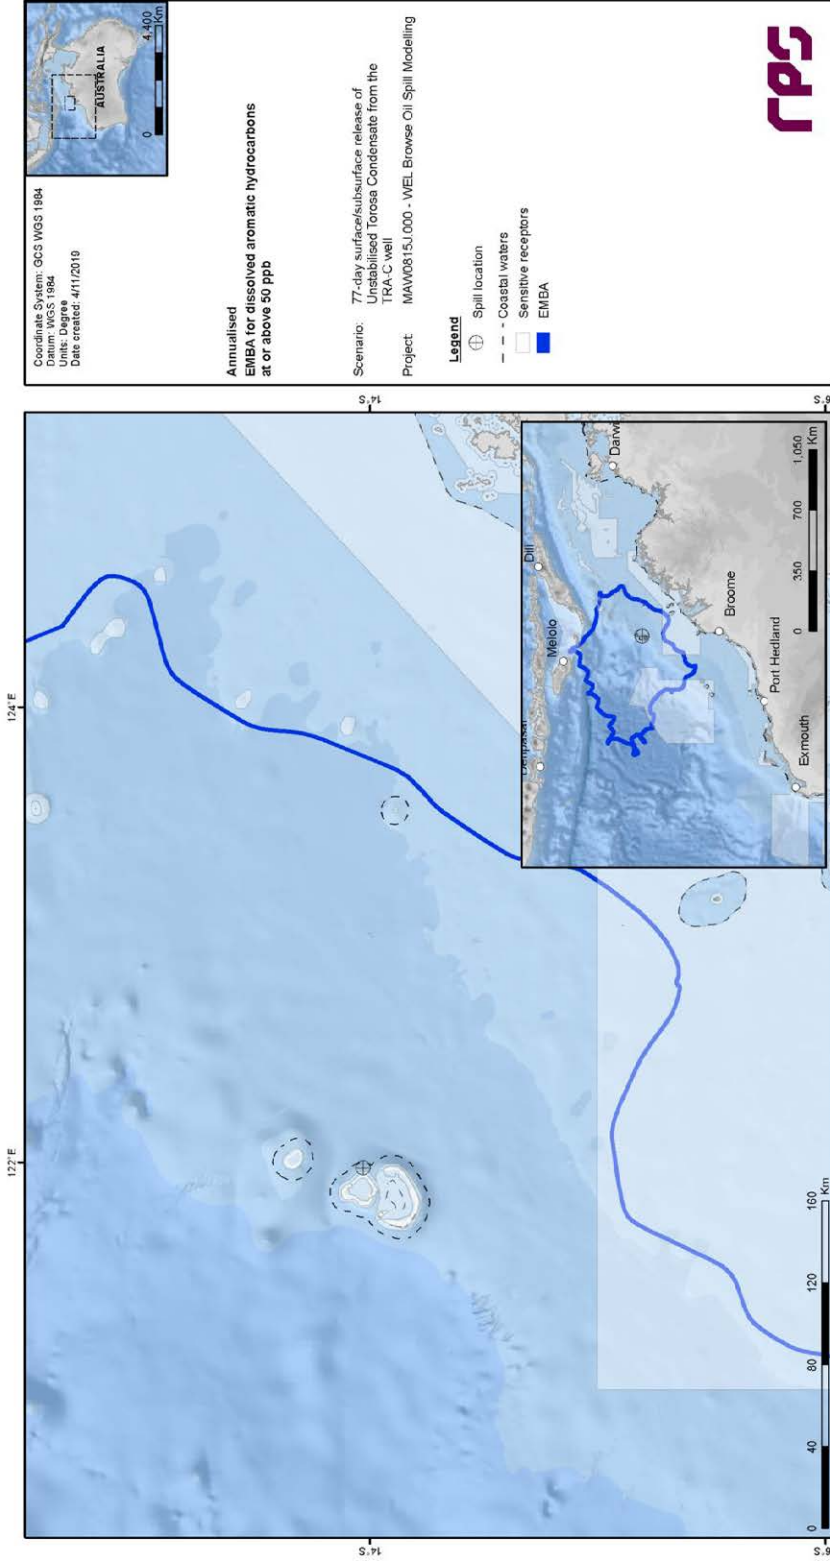 Coordinate System: GCS WGS 1984
Datum: WGS 1984
Units: Degree
Date created: 4/11/2019
AUSTRALIA
0
4,400
Km
Annualised
EMBA for dissolved aromatic hydrocarbons
at or above 50 ppb
Scenario: 77-day surface/subsurface release of
Unstabilised Torosa Condensate from the
TRA-C well
Project: MAW0815J.000 - WEL Browse Oil Spill Modelling
Legend
Spill location
Coastal waters
Sensitive receptors
EMBA
rps
122°E
124°E
14°S
14°S
0
40
80
120
160
Km
Denpasar
Melolo
Dili
Darwi
Broome
Port Hedland
Exmouth
0
350
700
1,050
Km